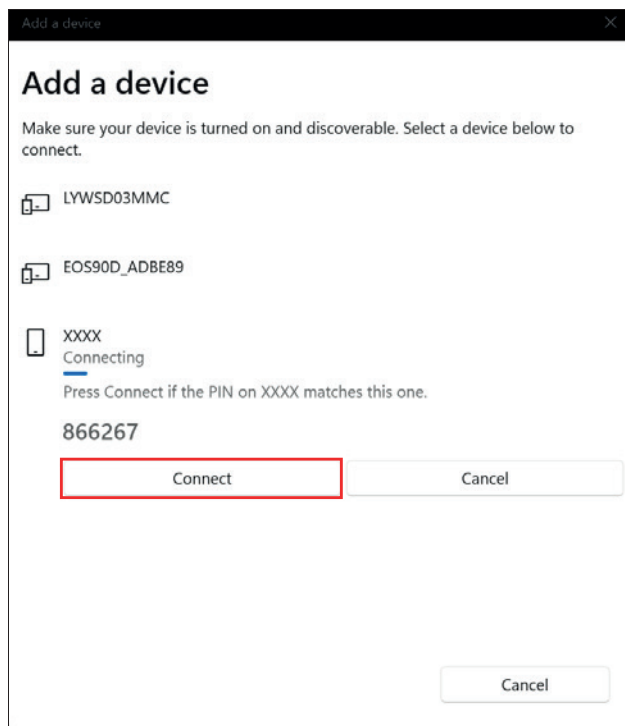 Add a device
Add a device
Make sure your device is turned on and discoverable. Select a device below to
connect.
LYWSD03MMC
EOS90D_ADBE89
XXXX
Connecting
Press Connect if the PIN on XXXX matches this one.
866267
Connect Cancel
Cancel